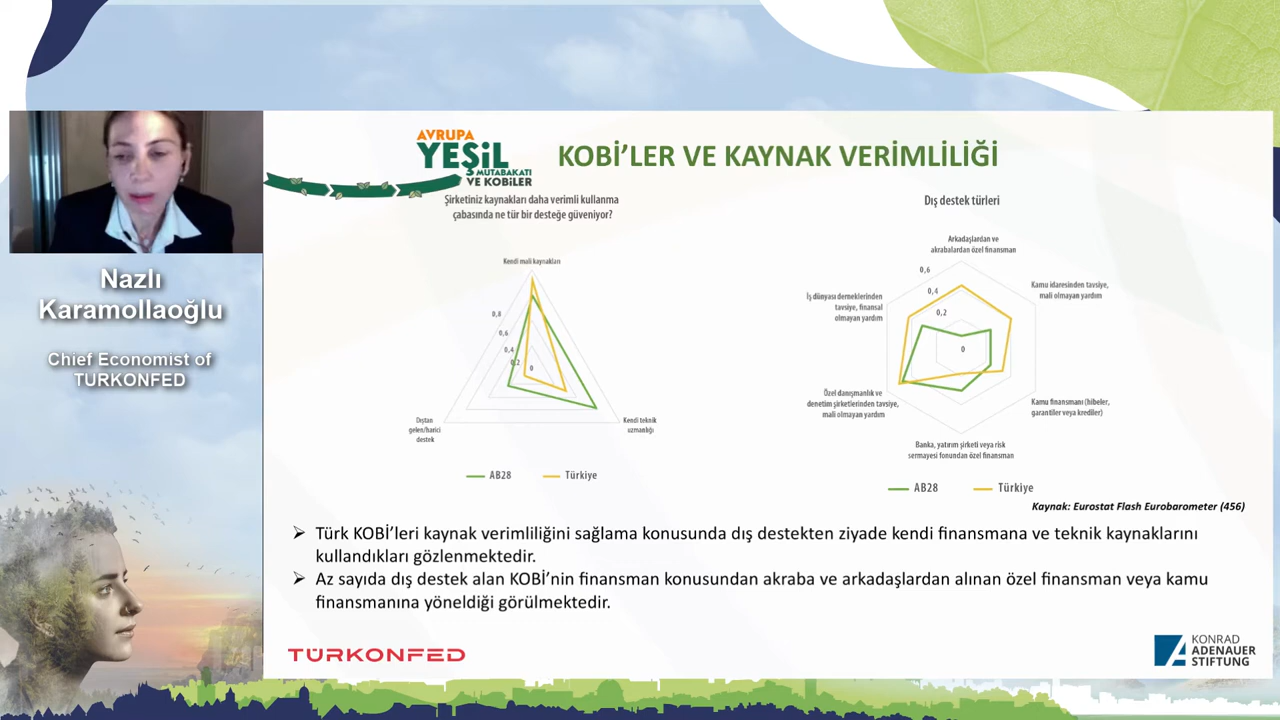 AVRUPA
YEŞİL
MUTABAKATI
VE KOBİLER
KOBİ'LER VE KAYNAK VERİMLİLİĞİ
Nazlı
Karamollaoğlu
Chief Economist of
TURKONFED
Şirketiniz kaynakları daha verimli kullanma
çabasında ne tür bir desteğe güveniyor?
Kendi mali kaynakları
0,8
0,6
0,4
0,2
0
Dıştan
gelen/harici
destek
Kendi teknik
uzmanlığı
AB28
Türkiye
Dış destek türleri
Arkadaşlardan ve
akrabalardan özel finansman
0,6
0,4
0,2
0
İş dünyası derneklerinden
tavsiye, finansal
olmayan yardım
Kamu idaresinden tavsiye,
mali olmayan yardım
Özel danışmanlık ve
denetim şirketlerinden tavsiye,
mali olmayan yardım
Kamu finansmanı (hibeler,
garantiler veya krediler)
Banka, yatırım şirketi veya risk
sermayesi fonundan özel finansman
AB28
Türkiye
Kaynak: Eurostat Flash Eurobarometer (456)
➢ Türk KOBİ'leri kaynak verimliliğini sağlama konusunda dış destekten ziyade kendi finansmana ve teknik kaynaklarını
kullandıkları gözlenmektedir.
➢ Az sayıda dış destek alan KOBİ'nin finansman konusundan akraba ve arkadaşlardan alınan özel finansman veya kamu
finansmanına yöneldiği görülmektedir.
TÜRKONFED
KONRAD
ADENAUER
STIFTUNG